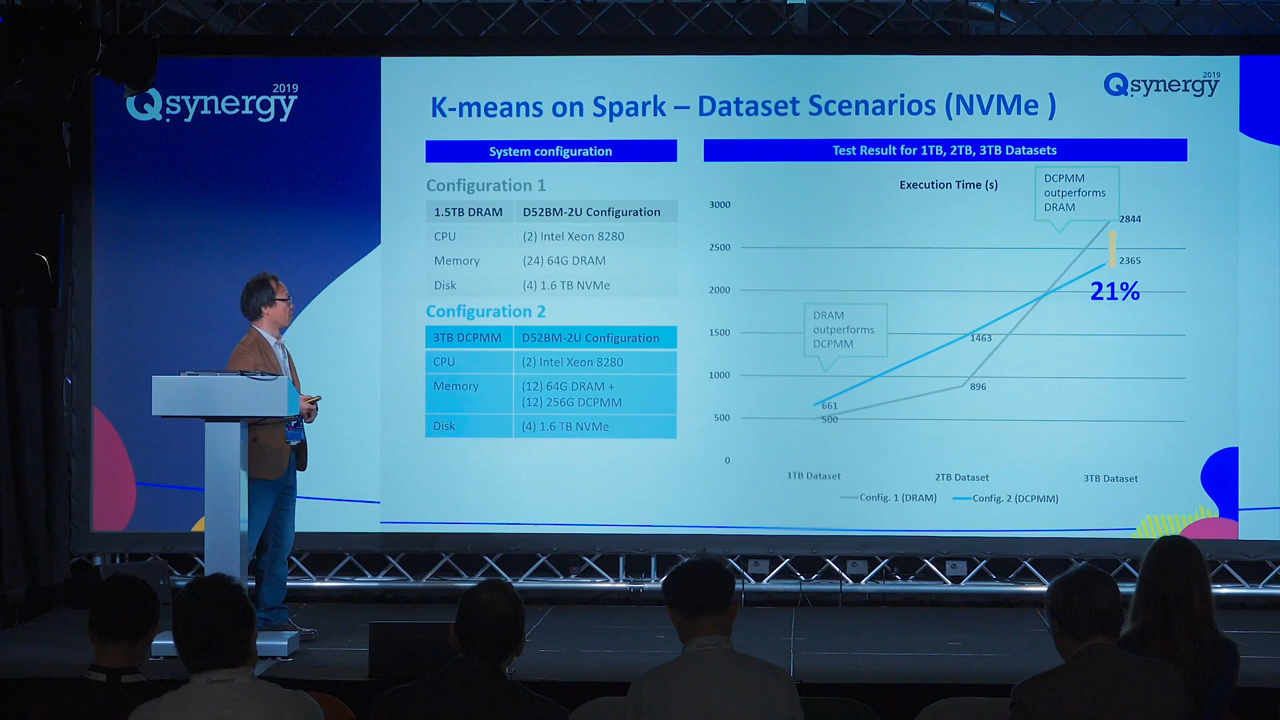 Qsynergy 2019
Qsynergy 2019
K-means on Spark – Dataset Scenarios (NVMe )
System configuration
Configuration 1
1.5TB DRAM D52BM-2U Configuration
CPU (2) Intel Xeon 8280
Memory (24) 64G DRAM
Disk (4) 1.6 TB NVMe
Configuration 2
3TB DCPMM D52BM-2U Configuration
CPU (2) Intel Xeon 8280
Memory (12) 64G DRAM +
(12) 256G DCPMM
Disk (4) 1.6 TB NVMe
Test Result for 1TB, 2TB, 3TB Datasets
Execution Time (s)
DCPMM
outperforms
DRAM
3000
2844
2500
2365
2000
21%
DRAM
outperforms
DCPMM
1500
1463
1000
896
661
500
500
0
1TB Dataset 2TB Dataset 3TB Dataset
Config. 1 (DRAM) Config. 2 (DCPMM)